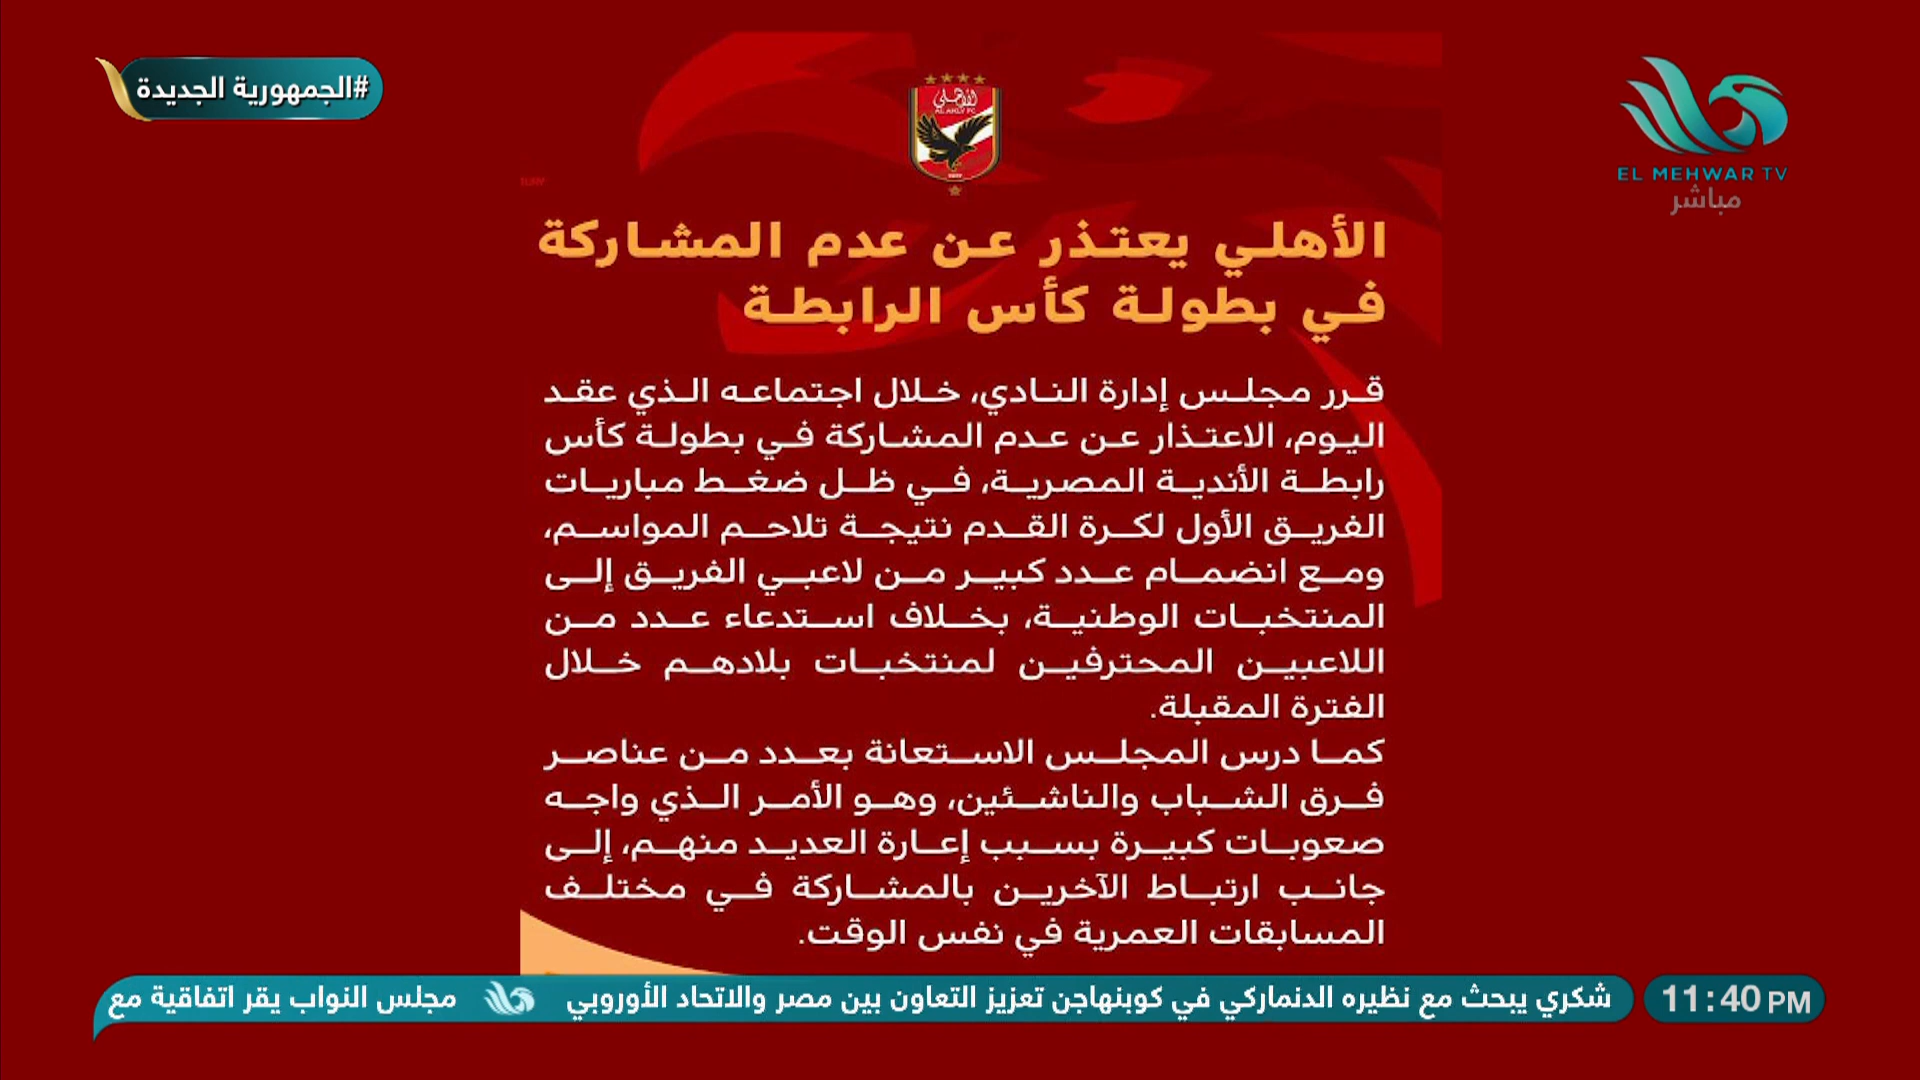 #الجمهورية الجديدة
EL MEHWAR TV
مباشر
الأهلي
AL AHLY FC
الأهلي يعتذر عن عدم المشاركة
في بطولة كأس الرابطة
قرر مجلس إدارة النادي، خلال اجتماعه الذي عقد
اليوم، الاعتذار عن عدم المشاركة في بطولة كأس
رابطة الأندية المصرية، في ظل ضغط مباريات
الفريق الأول لكرة القدم نتيجة تلاحم المواسم،
ومع انضمام عدد كبير من لاعبي الفريق إلى
المنتخبات الوطنية، بخلاف استدعاء عدد من
اللاعبين المحترفين لمنتخبات بلادهم خلال
الفترة المقبلة.
كما درس المجلس الاستعانة بعدد من عناصر
فرق الشباب والناشئين، وهو الأمر الذي واجه
صعوبات كبيرة بسبب إعارة العديد منهم، إلى
جانب ارتباط الآخرين بالمشاركة في مختلف
المسابقات العمرية في نفس الوقت.
11:40 PM
شكري يبحث مع نظيره الدنماركي في كوبنهاجن تعزيز التعاون بين مصر والاتحاد الأوروبي مجلس النواب يقر اتفاقية مع